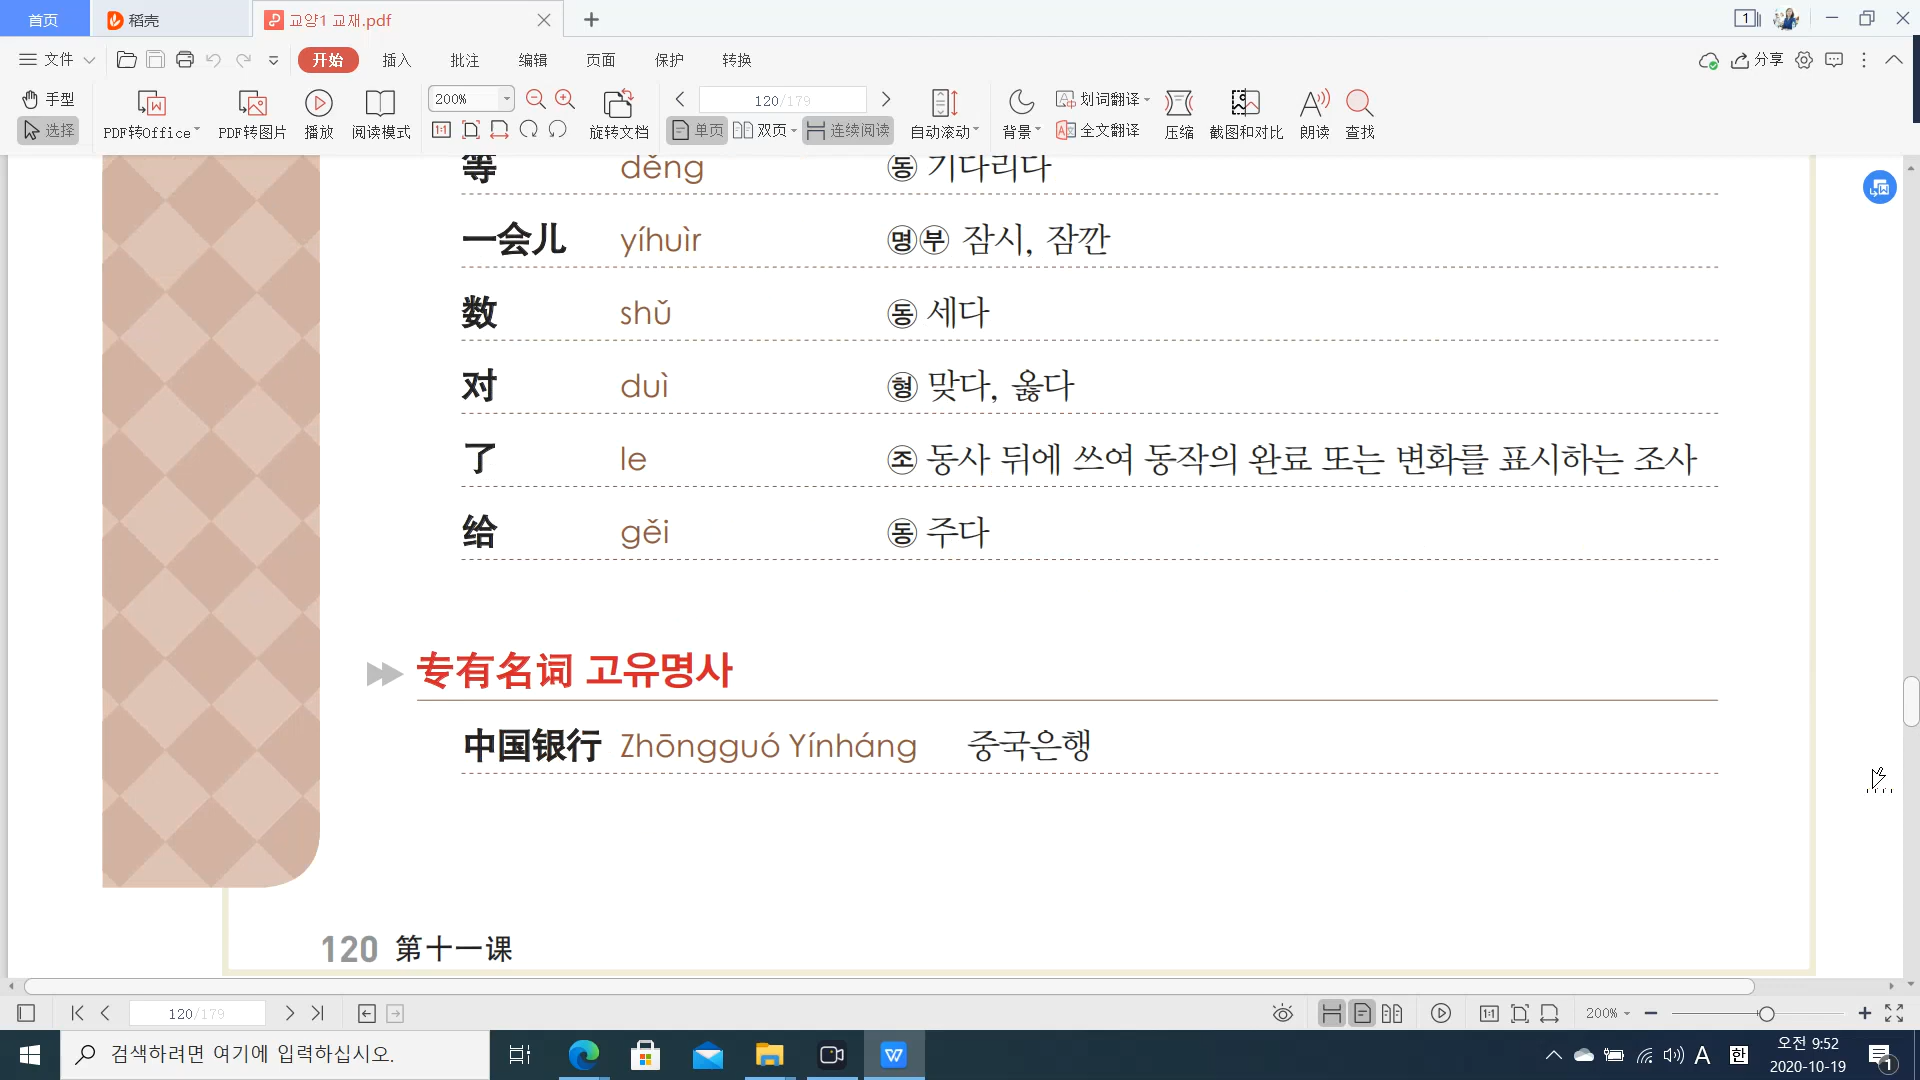 首页
稻壳
교양1 교재.pdf
1
文件
开始
插入
批注
编辑
页面
保护
转换
分享
手型
选择
PDF转Office
PDF转图片
播放
阅读模式
200%
1:1
旋转文档
120/179
单页
双页
连续阅读
自动滚动
背景
划词翻译
全文翻译
压缩
截图和对比
朗读
查找
等 děng 동 기다리다
一会儿 yíhuìr 명 부 잠시, 잠깐
数 shǔ 동 세다
对 duì 형 맞다, 옳다
了 le 조 동사 뒤에 쓰여 동작의 완료 또는 변화를 표시하는 조사
给 gěi 동 주다
专有名词 고유명사
中国银行 Zhōngguó Yínháng 중국은행
120 第十一课
120/179
1:1
200%
검색하려면 여기에 입력하십시오.
A
한
오전 9:52
2020-10-19
1